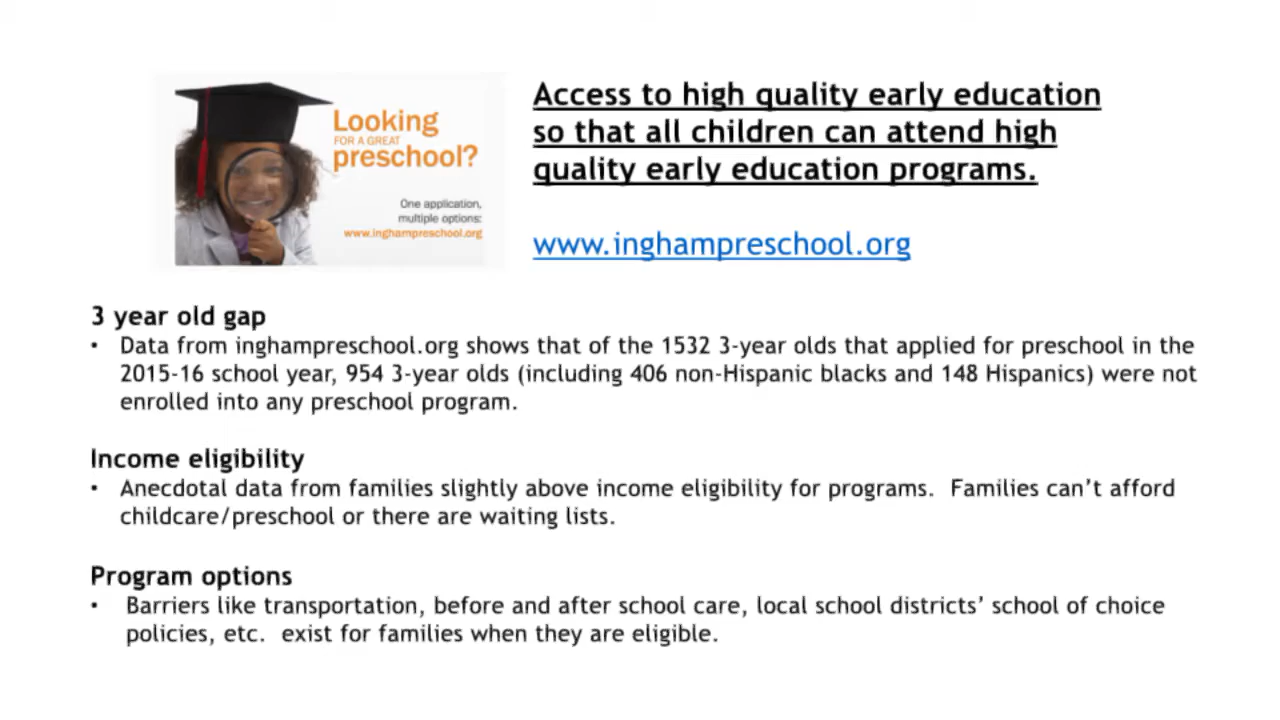 Looking
FOR A GREAT
preschool?
One application,
multiple options:
www.inghampreschool.org
Access to high quality early education
so that all children can attend high
quality early education programs.
www.inghampreschool.org
3 year old gap
• Data from inghampreschool.org shows that of the 1532 3-year olds that applied for preschool in the
2015-16 school year, 954 3-year olds (including 406 non-Hispanic blacks and 148 Hispanics) were not
enrolled into any preschool program.
Income eligibility
• Anecdotal data from families slightly above income eligibility for programs.  Families can't afford
childcare/preschool or there are waiting lists.
Program options
• Barriers like transportation, before and after school care, local school districts' school of choice
policies, etc.  exist for families when they are eligible.